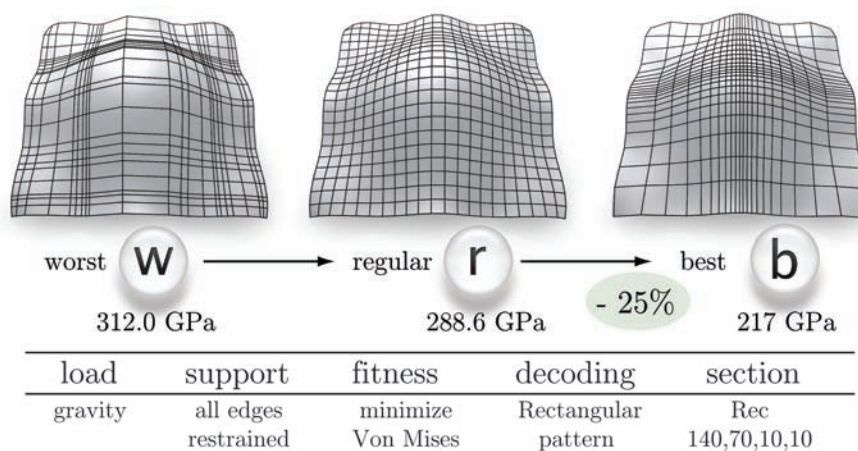 worst w regular r best b
- 25%
312.0 GPa 288.6 GPa 217 GPa
load support fitness decoding section
gravity all edges minimize Rectangular Rec
restrained Von Mises pattern 140,70,10,10